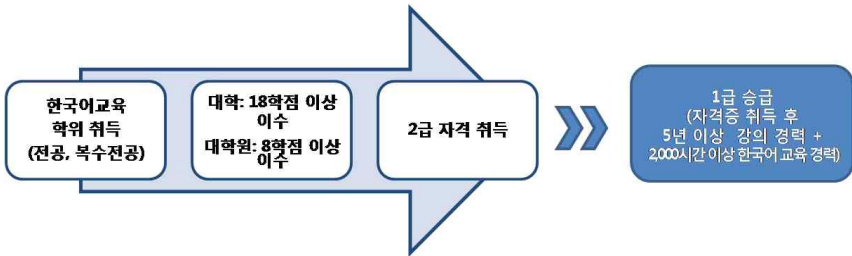 한국어교육
학위 취득
(전공, 복수전공)
대학: 18학점 이상
이수
대학원: 8학점 이상
이수
2급 자격 취득
1급 승급
(자격증 취득 후
5년 이상 강의 경력 +
2,000시간 이상 한국어 교육 경력)